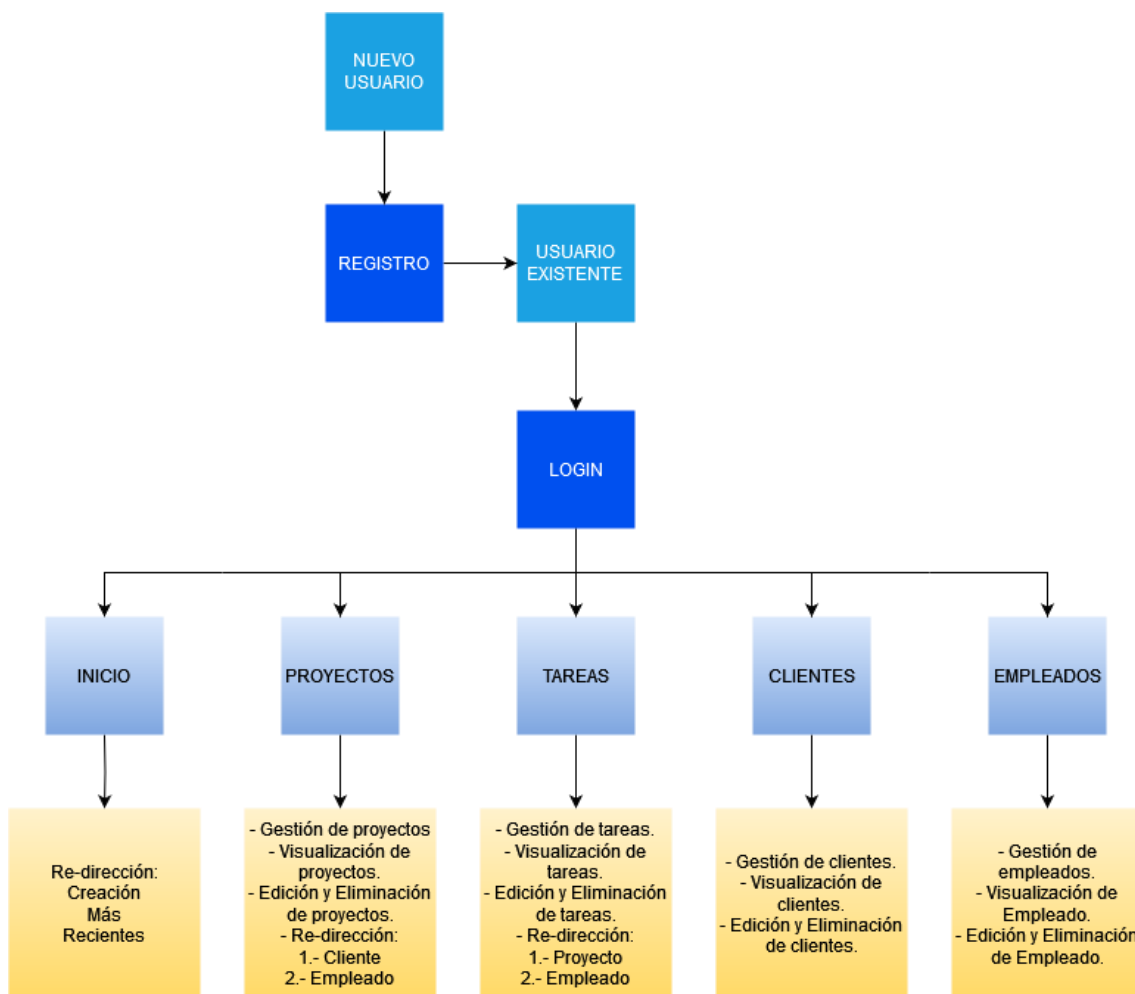 NUEVO
USUARIO
REGISTRO
USUARIO
EXISTENTE
LOGIN
INICIO
PROYECTOS
TAREAS
CLIENTES
EMPLEADOS
Re-dirección:
Creación
Más
Recientes
- Gestión de proyectos
- Visualización de
proyectos.
- Edición y Eliminación
de proyectos.
- Re-dirección:
1.- Cliente
2.- Empleado
- Gestión de tareas.
- Visualización de
tareas.
- Edición y Eliminación
de tareas.
- Re-dirección:
1.- Proyecto
2.- Empleado
- Gestión de clientes.
- Visualización de
clientes.
- Edición y Eliminación
de clientes.
- Gestión de
empleados.
- Visualización de
Empleado.
- Edición y Eliminación
de Empleado.